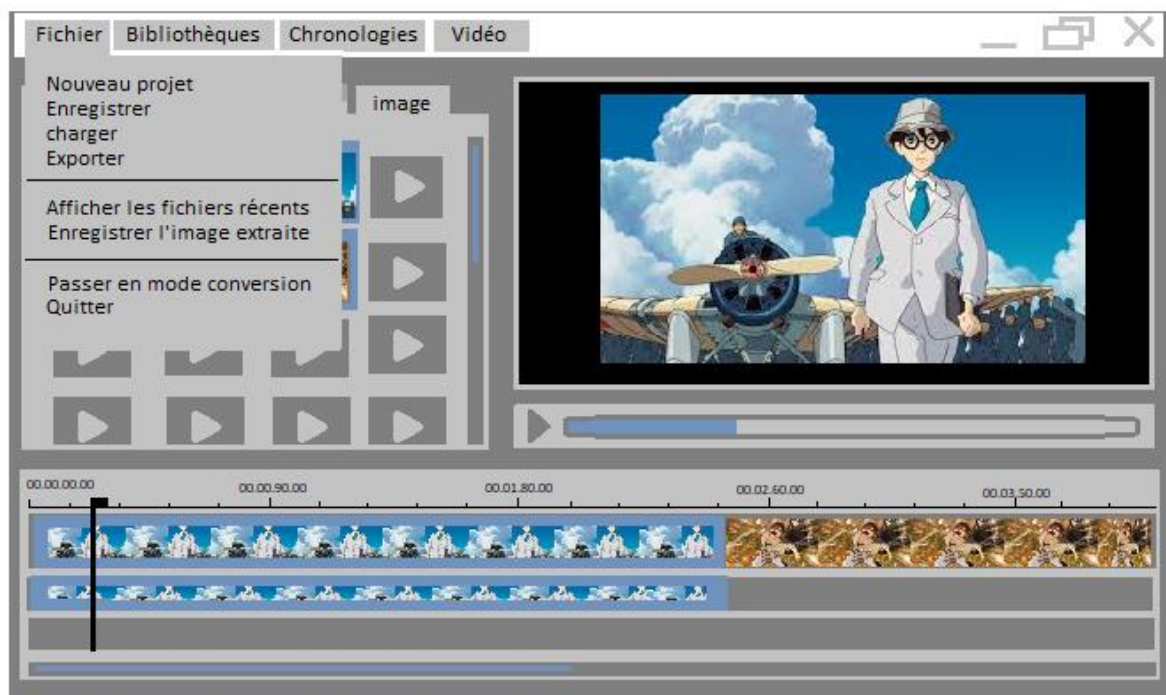 Fichier Bibliothèques Chronologies Vidéo
Nouveau projet
Enregistrer
charger
Exporter
Afficher les fichiers récents
Enregistrer l'image extraite
Passer en mode conversion
Quitter
image
00.00.00.00 00.00.90.00 00.01.80.00 00.02.60.00 00.03.50.00